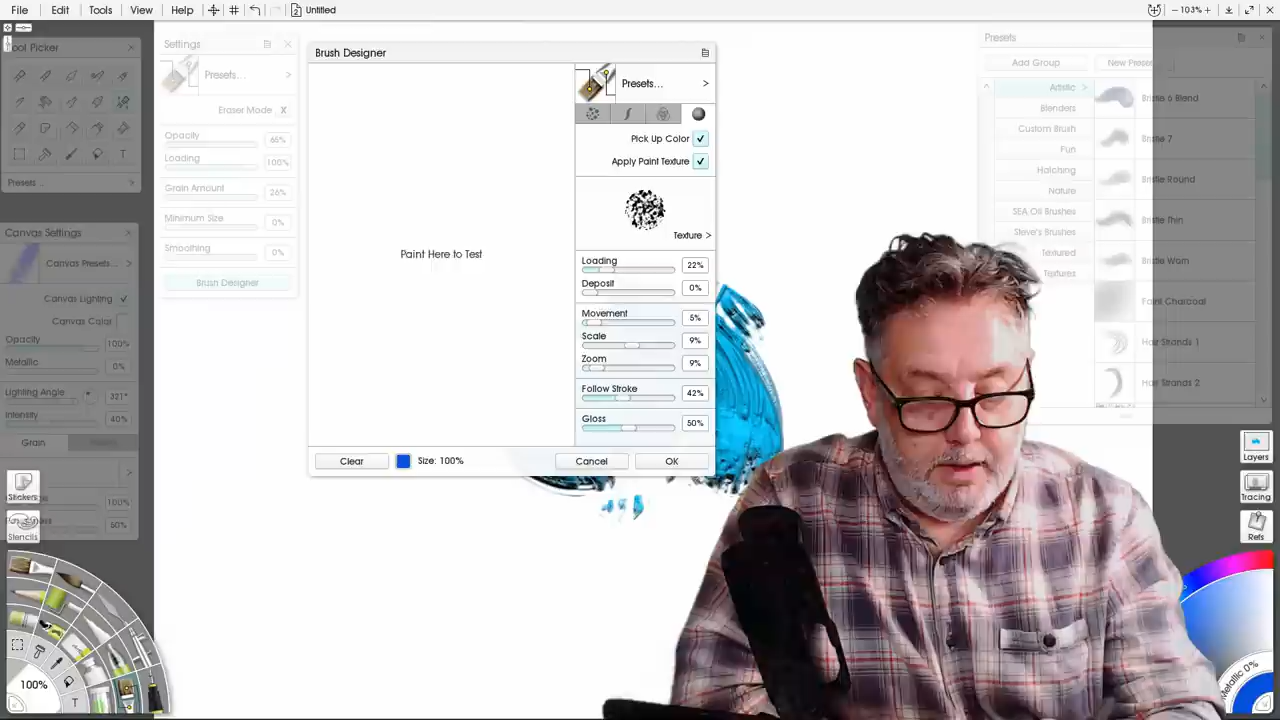 File Edit Tools View Help Untitled 103%
Tool Picker
Presets...
Canvas Settings
Canvas Presets... >
Canvas Lighting
Canvas Color
Opacity 100%
Metallic 0%
Lighting Angle 321°
Intensity 40%
Grain
100%
60%
Stickers
Stencils
100%
T
Settings
Presets... >
Eraser Mode X
Opacity 65%
Loading 100%
Grain Amount 26%
Minimum Size 0%
Smoothing 0%
Brush Designer
Brush Designer
Paint Here to Test
Presets... >
Pick Up Color
Apply Paint Texture
Texture >
Loading 22%
Deposit 0%
Movement 5%
Scale 9%
Zoom 9%
Follow Stroke 42%
Gloss 50%
Clear Size: 100% Cancel OK
Presets
Add Group New Preset
Artistic >
Blenders
Custom Brush
Fun
Hatching
Nature
SEA Oil Brushes
Steve's Brushes
Textured
Textures
Bristle 6 Blend
Bristle 7
Bristle Round
Bristle Thin
Bristle Worn
Faint Charcoal
Hair Strands 1
Hair Strands 2
Layers
Tracing
Refs
Metallic 0%